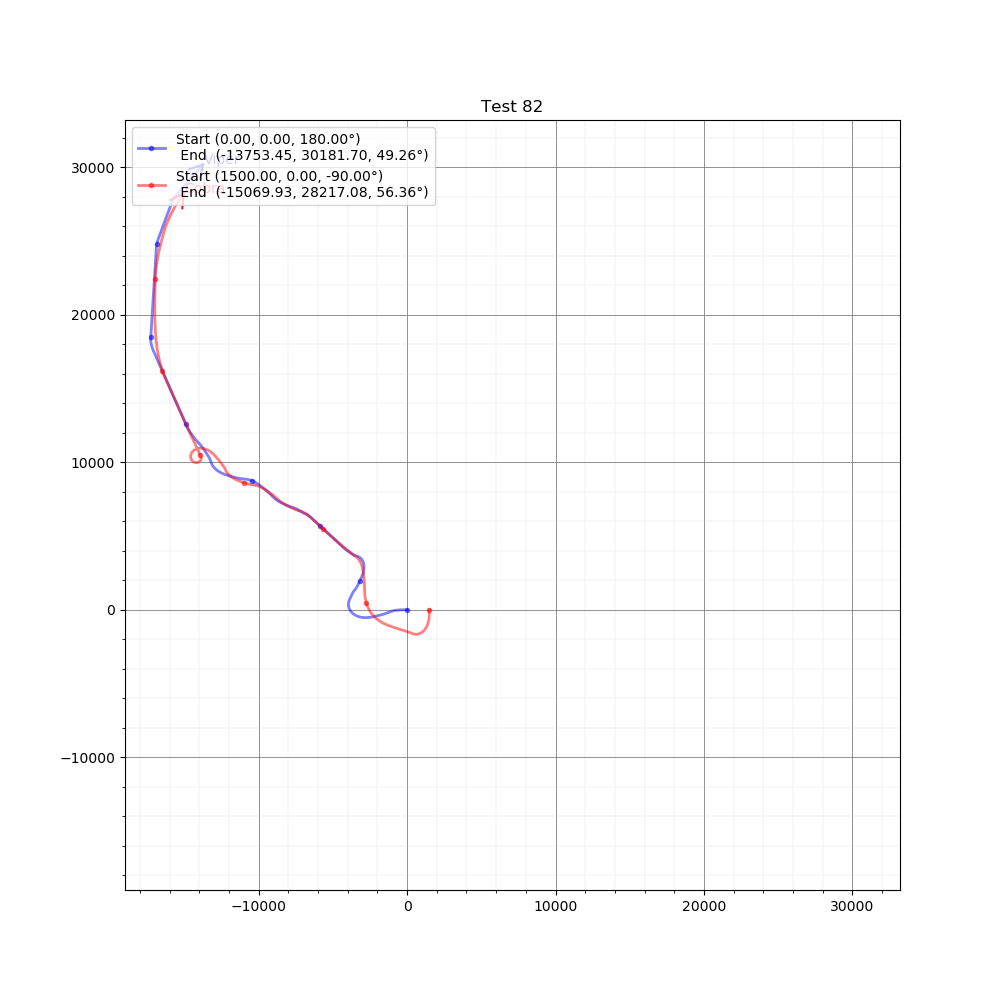 Test 82
Start (0.00, 0.00, 180.00°)
End (-13753.45, 30181.70, 49.26°)
Start (1500.00, 0.00, -90.00°)
End (-15069.93, 28217.08, 56.36°)
30000
20000
10000
0
−10000
−10000
0
10000
20000
30000